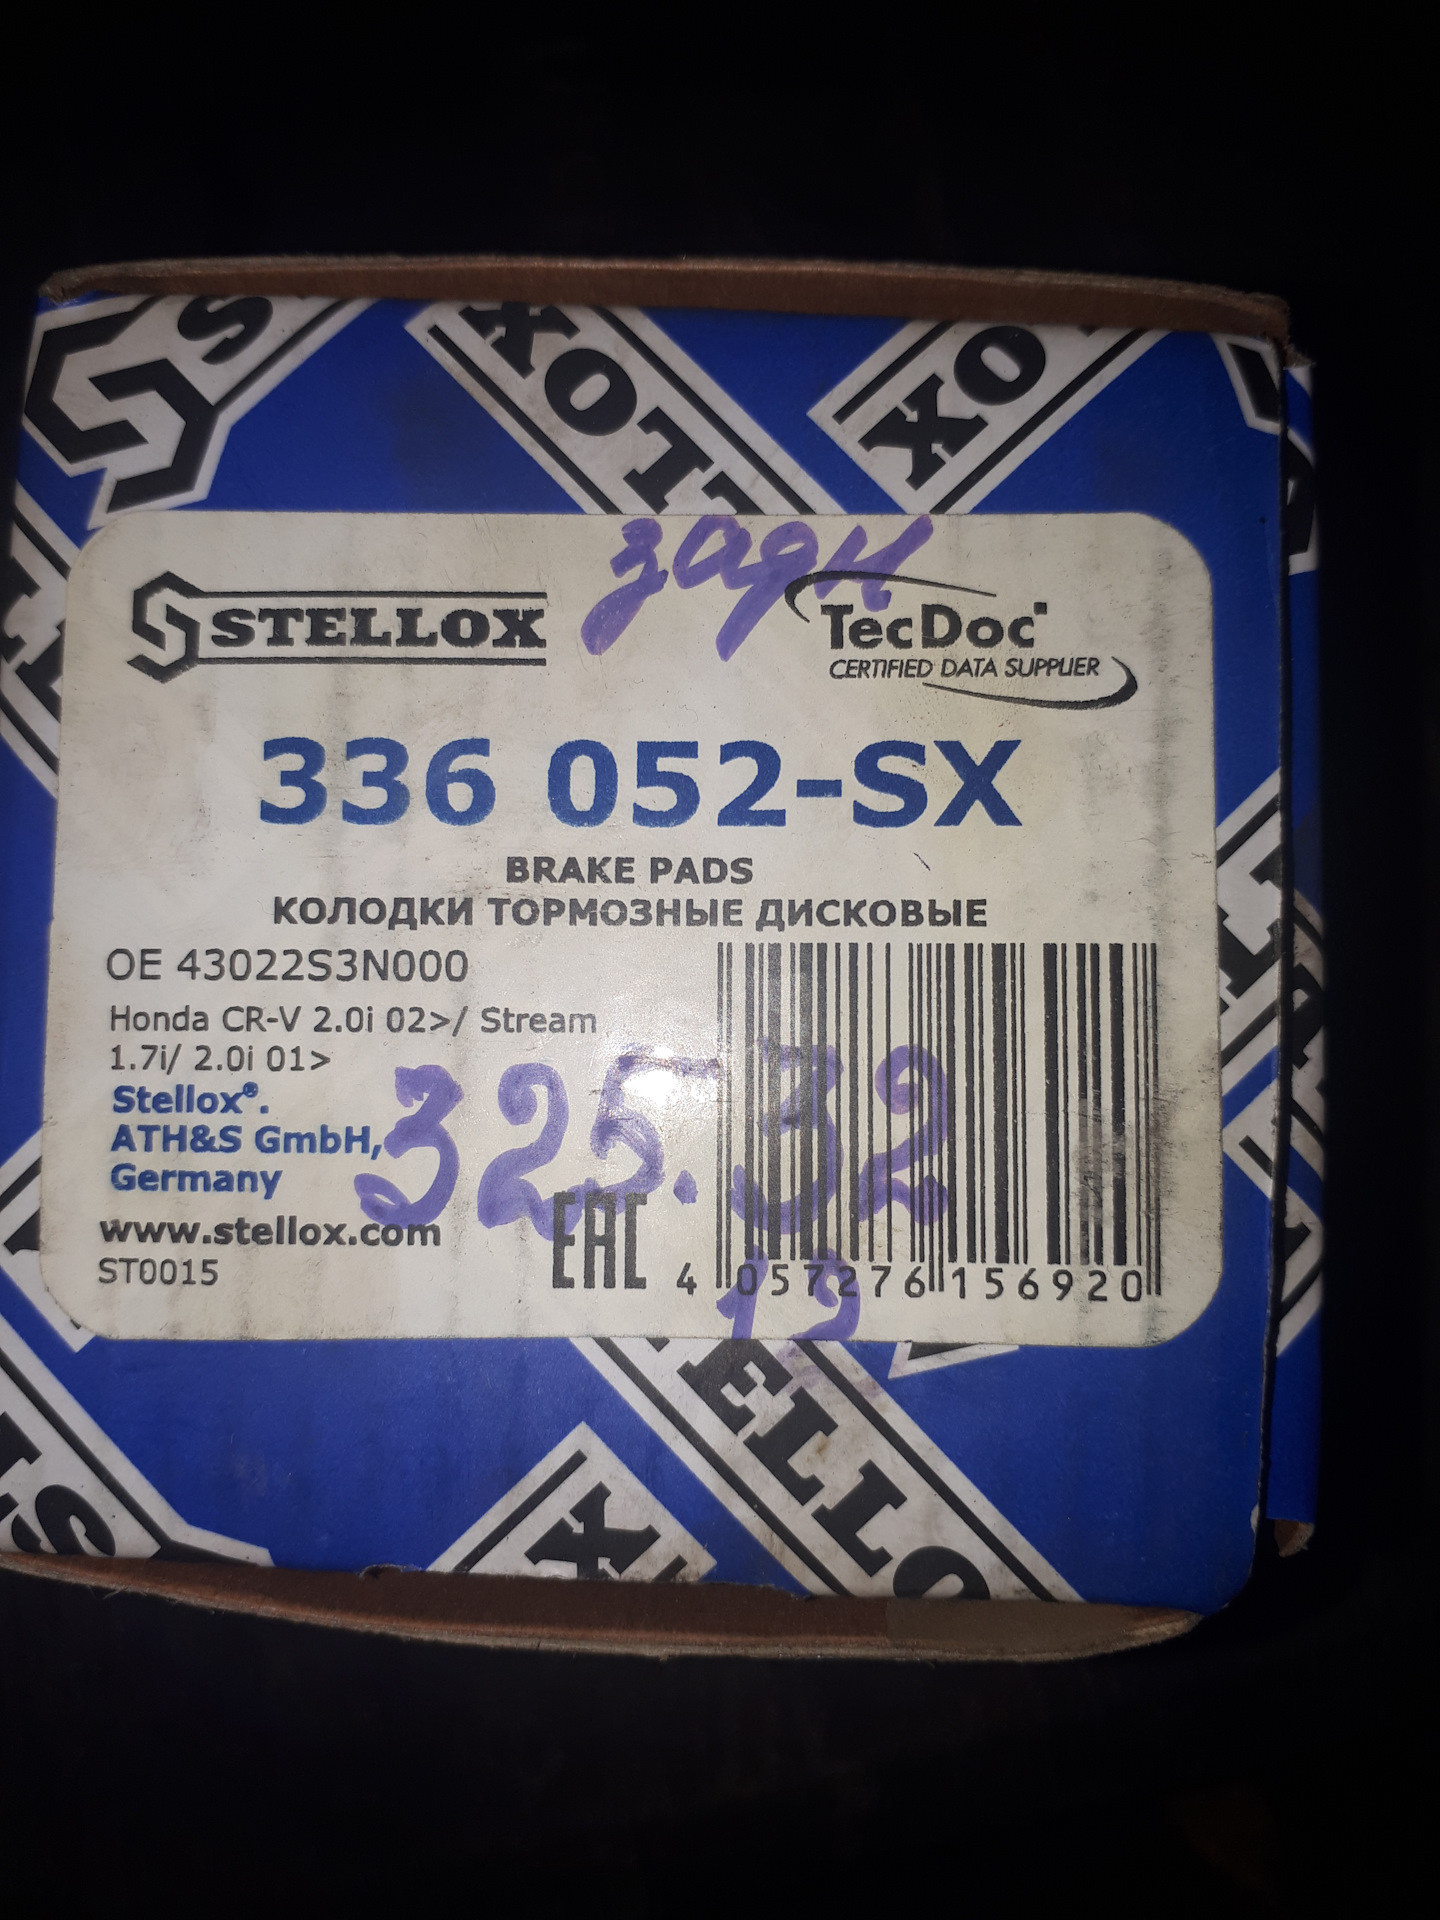 задн
STELLOX
TecDoc
CERTIFIED DATA SUPPLIER
336 052-SX
BRAKE PADS
КОЛОДКИ ТОРМОЗНЫЕ ДИСКОВЫЕ
OE 43022S3N000
Honda CR-V 2.0i 02>/ Stream
1.7i/ 2.0i 01>
Stellox®.
ATH&S GmbH,
Germany
325.32
www.stellox.com
ST0015
EAC
4 057276 156920
12